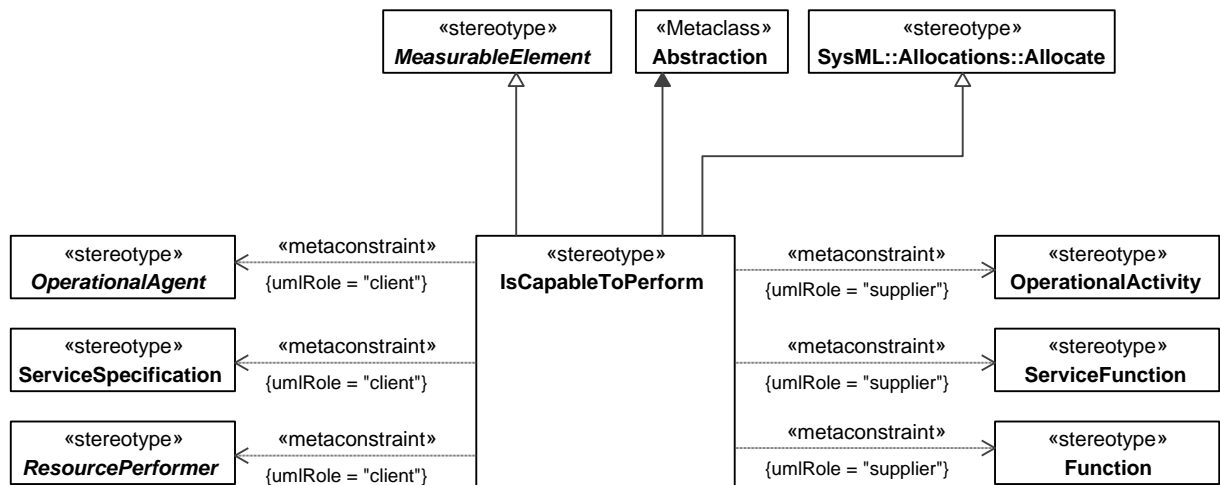 «stereotype»
MeasurableElement
«Metaclass»
Abstraction
«stereotype»
SysML::Allocations::Allocate
«stereotype»
OperationalAgent
«metaconstraint»
{umlRole = "client"}
«stereotype»
IsCapableToPerform
«metaconstraint»
{umlRole = "supplier"}
«stereotype»
OperationalActivity
«stereotype»
ServiceSpecification
«metaconstraint»
{umlRole = "client"}
«metaconstraint»
{umlRole = "supplier"}
«stereotype»
ServiceFunction
«stereotype»
ResourcePerformer
«metaconstraint»
{umlRole = "client"}
«metaconstraint»
{umlRole = "supplier"}
«stereotype»
Function